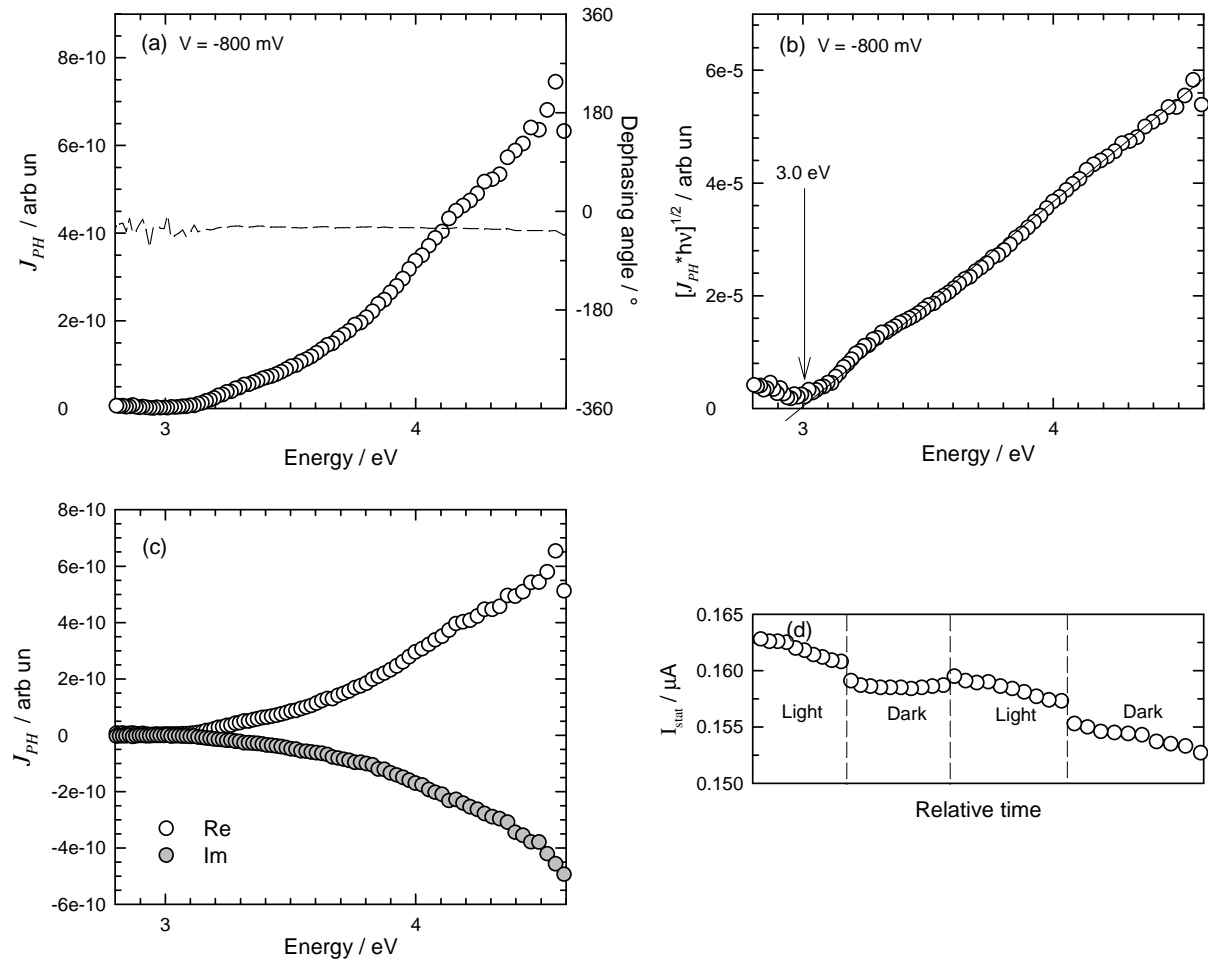 (a) V = -800 mV
8e-10
6e-10
4e-10
2e-10
0
J_PH / arb un
360
180
0
-180
-360
Dephasing angle / °
3 4
Energy / eV
(b) V = -800 mV
3.0 eV
6e-5
4e-5
2e-5
0
[J_PH*hν]^1/2 / arb un
3 4
Energy / eV
(c)
8e-10
6e-10
4e-10
2e-10
0
-2e-10
-4e-10
-6e-10
J_PH / arb un
Re
Im
3 4
Energy / eV
(d)
0.165
0.160
0.155
0.150
I_stat / µA
Light Dark Light Dark
Relative time